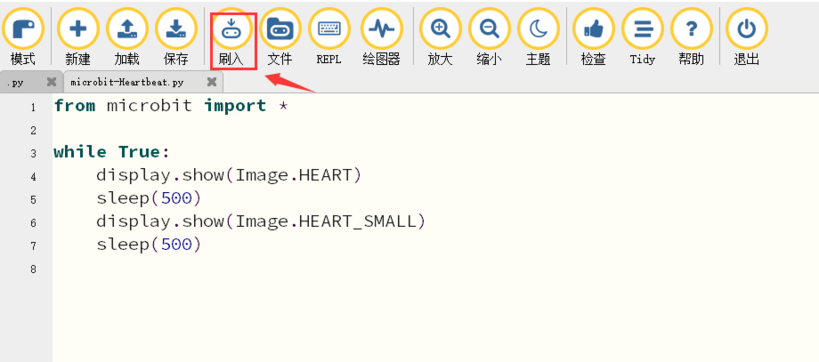 模式 新建 加载 保存 刷入 文件 REPL 绘图器 放大 缩小 主题 检查 Tidy 帮助 退出
.py microbit-Heartbeat.py
1 from microbit import *
2
3 while True:
4     display.show(Image.HEART)
5     sleep(500)
6     display.show(Image.HEART_SMALL)
7     sleep(500)
8